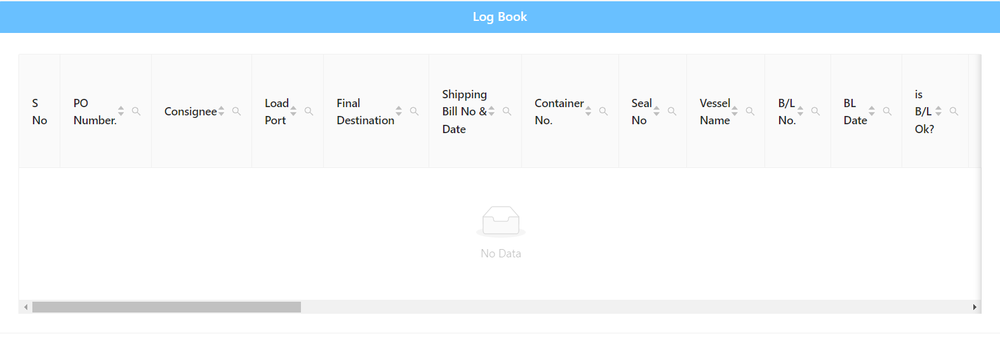 Log Book
S No
PO Number.
Consignee
Load Port
Final Destination
Shipping Bill No & Date
Container No.
Seal No
Vessel Name
B/L No.
BL Date
is B/L Ok?
No Data